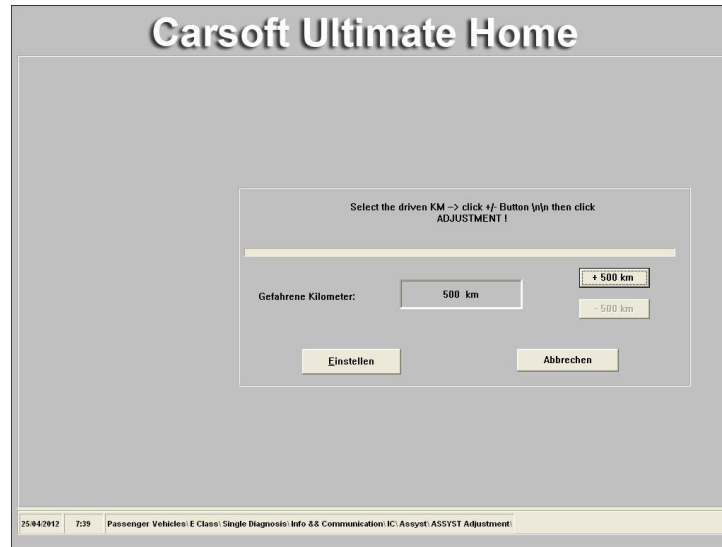 Carsoft Ultimate Home
Select the driven KM --> click +/- Button \n\n then click
ADJUSTMENT !
+ 500 km
Gefahrene Kilometer:
500 km
- 500 km
Einstellen
Abbrechen
25/04/2012
7:39
Passenger Vehicles\ E Class\ Single Diagnosis\ Info && Communication\ IC\ Assyst\ ASSYST Adjustment\